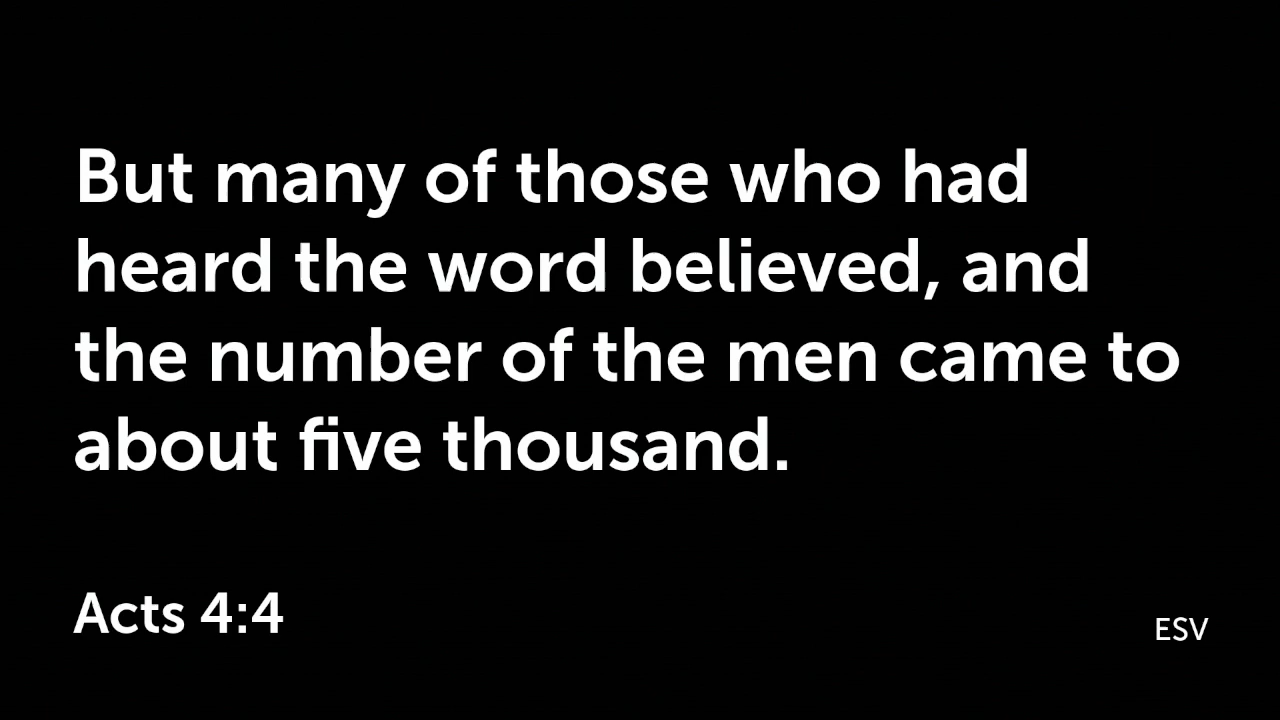 But many of those who had
heard the word believed, and
the number of the men came to
about five thousand.
Acts 4:4
ESV